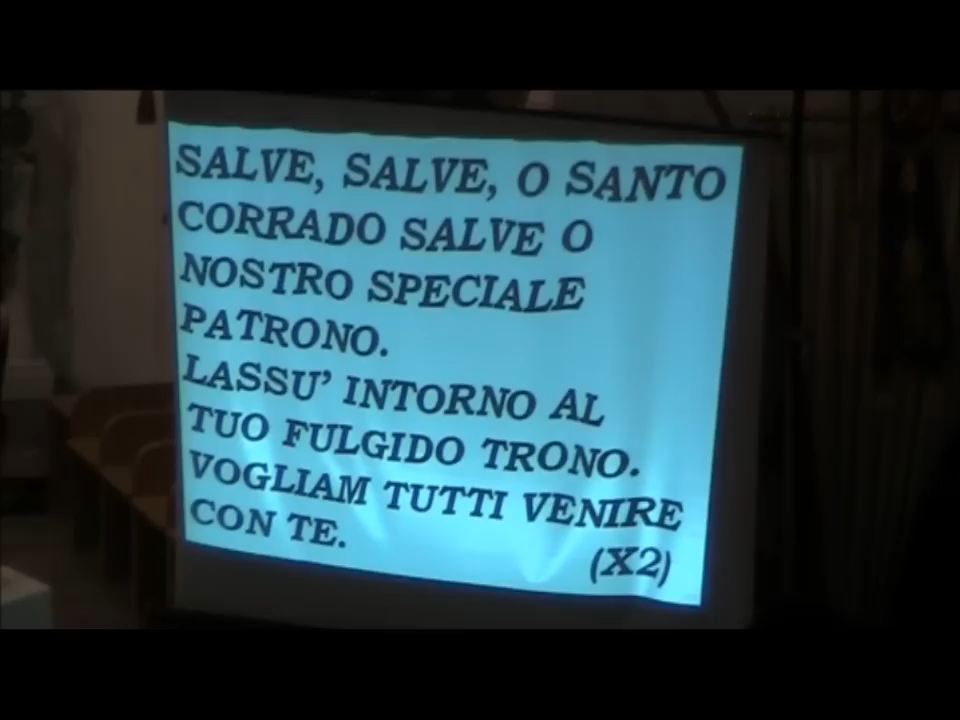 SALVE, SALVE, O SANTO
CORRADO SALVE O
NOSTRO SPECIALE
PATRONO.
LASSU' INTORNO AL
TUO FULGIDO TRONO.
VOGLIAM TUTTI VENIRE
CON TE. (X2)